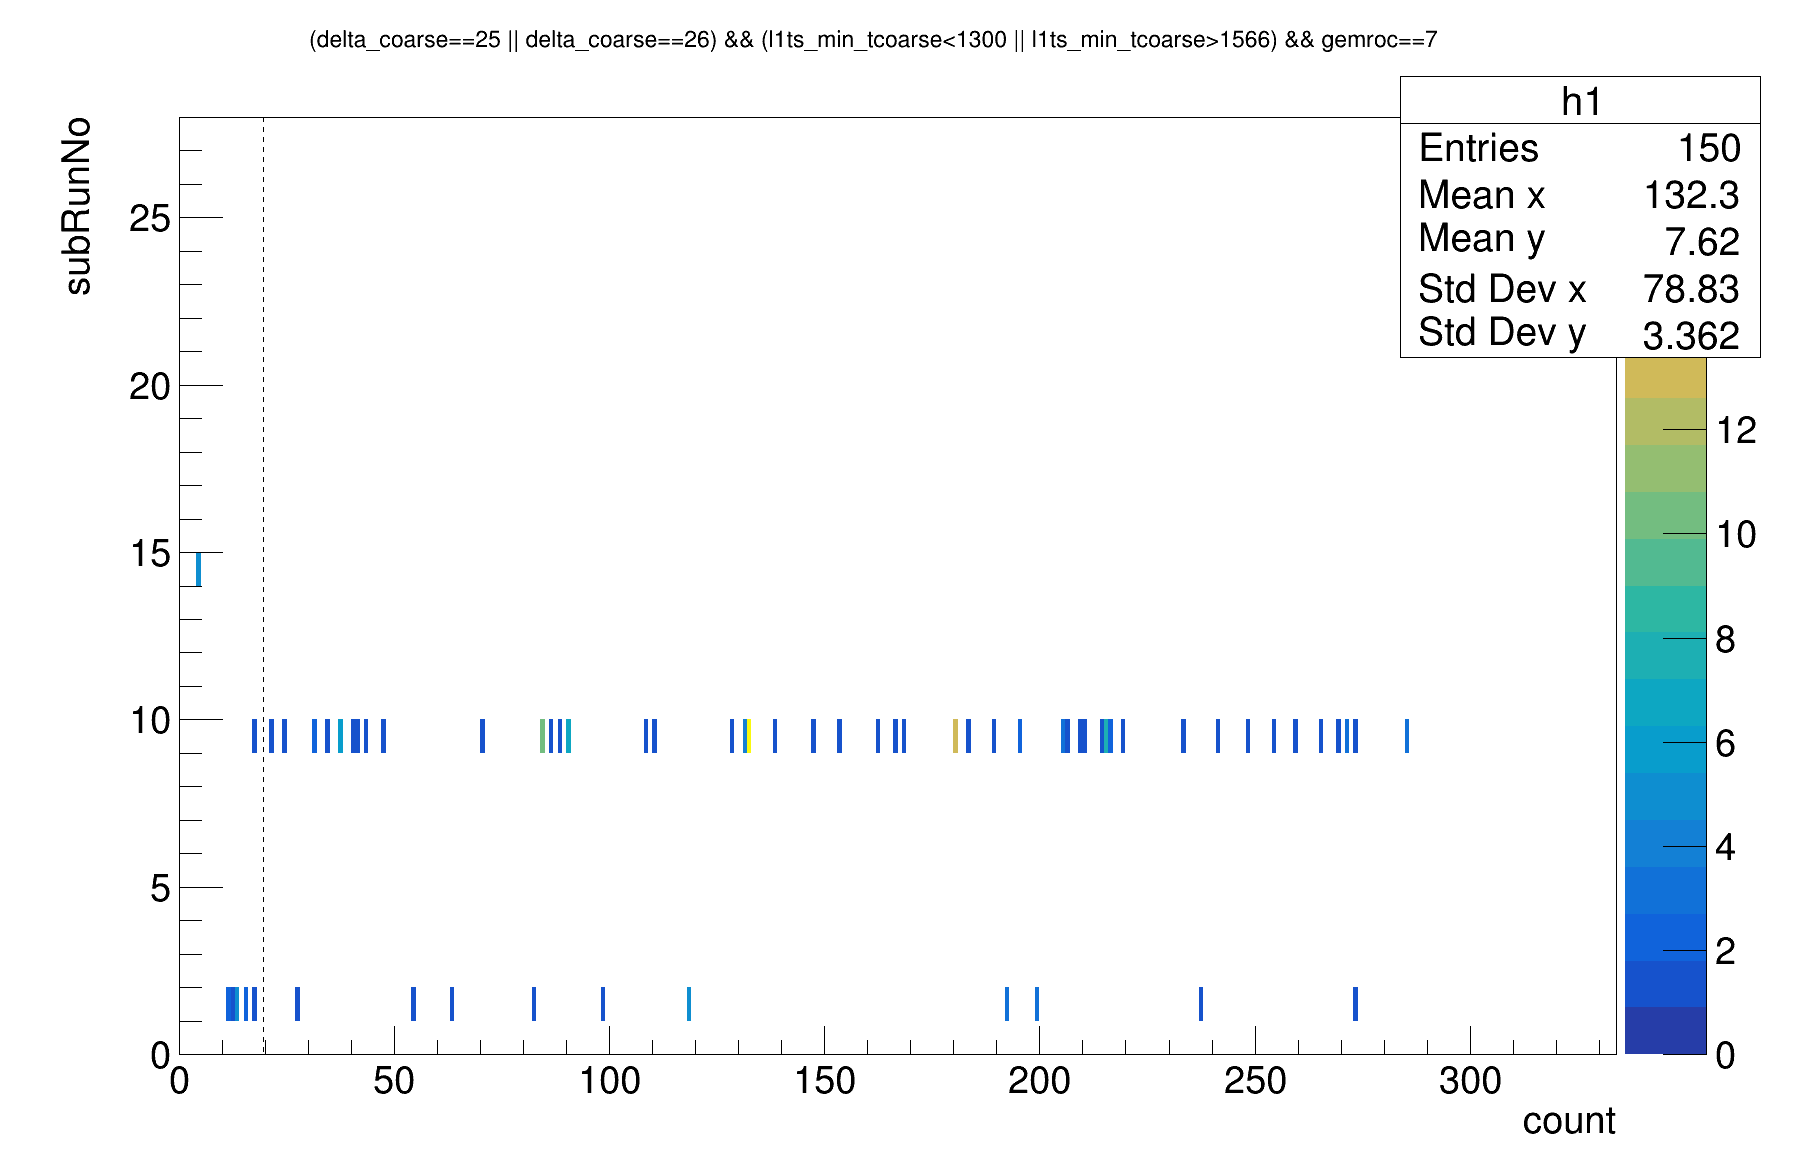 (delta_coarse==25 || delta_coarse==26) && (l1ts_min_tcoarse<1300 || l1ts_min_tcoarse>1566) && gemroc==7
h1
Entries 150
Mean x 132.3
Mean y 7.62
Std Dev x 78.83
Std Dev y 3.362
subRunNo
25
20
15
10
5
0
12
10
8
6
4
2
0
0 50 100 150 200 250 300
count